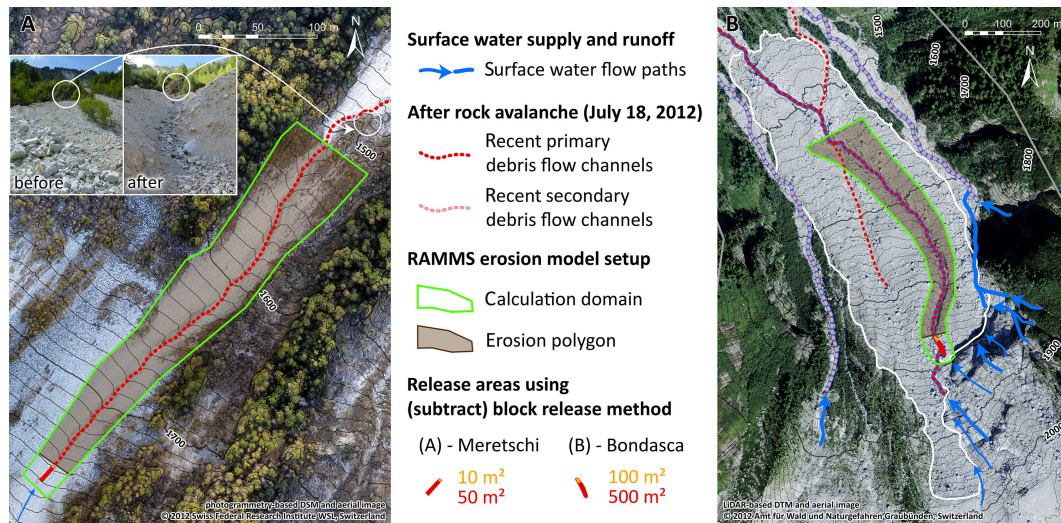 A
0
100 m
N
before
after
1500
1600
1700
photogrammetry-based DSM and aerial image
© 2012 Swiss Federal Research Institute WSL, Switzerland
Surface water supply and runoff
Surface water flow paths
After rock avalanche (July 18, 2012)
Recent primary
debris flow channels
Recent secondary
debris flow channels
RAMMS erosion model setup
Calculation domain
Erosion polygon
Release areas using
(subtract) block release method
(A) - Meretschi
(B) - Bondasca
10 m²
100 m²
50 m²
500 m²
B
0
200 m
N
1500
1600
1700
1800
1900
2000
LiDAR-based DTM and aerial image
© 2012 Amt für Wald und Naturgefahren Graubünden, Switzerland